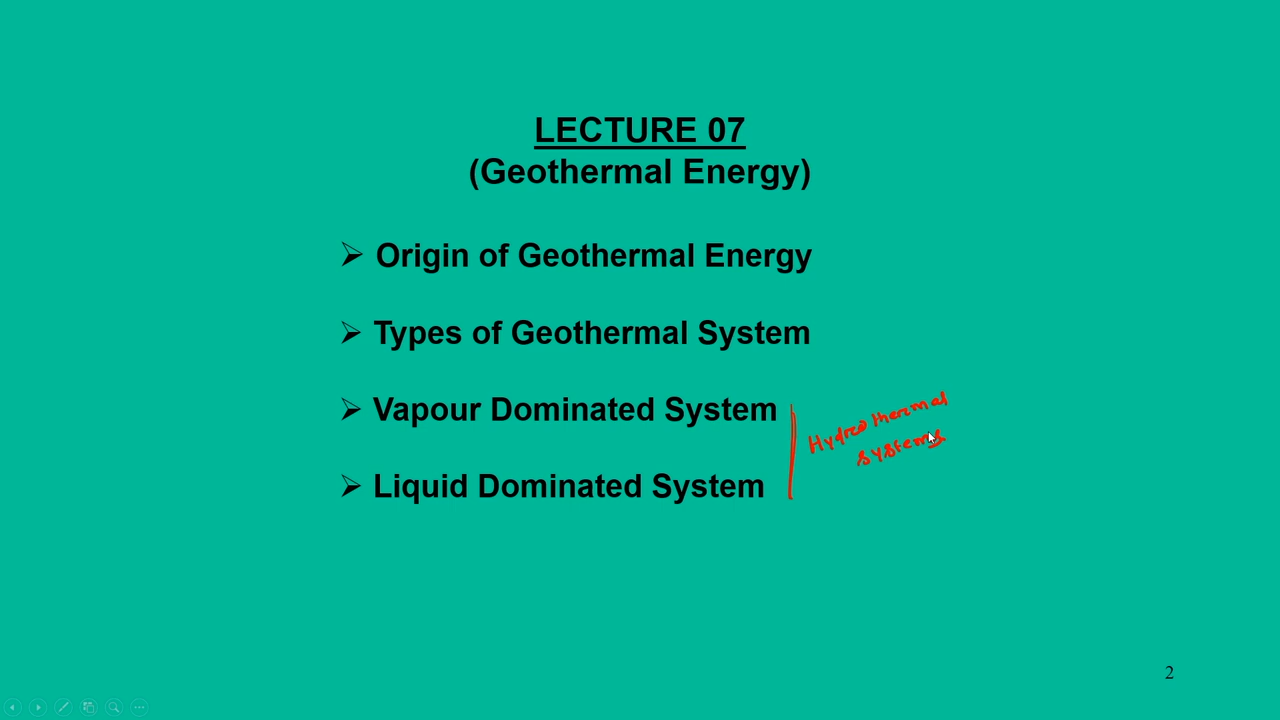 LECTURE 07
(Geothermal Energy)
➢ Origin of Geothermal Energy
➢ Types of Geothermal System
➢ Vapour Dominated System
➢ Liquid Dominated System
Hydrothermal
systems
2